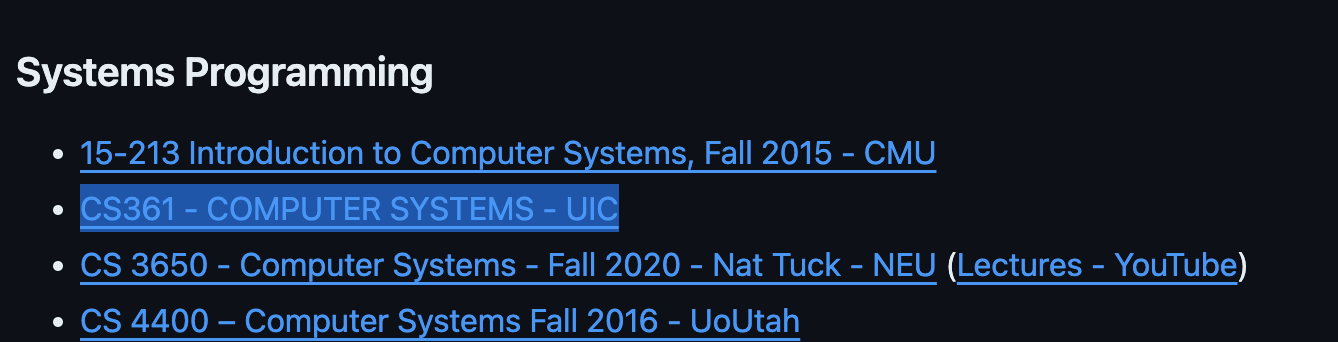 Systems Programming
15-213 Introduction to Computer Systems, Fall 2015 - CMU
CS361 - COMPUTER SYSTEMS - UIC
CS 3650 - Computer Systems - Fall 2020 - Nat Tuck - NEU (Lectures - YouTube)
CS 4400 – Computer Systems Fall 2016 - UoUtah